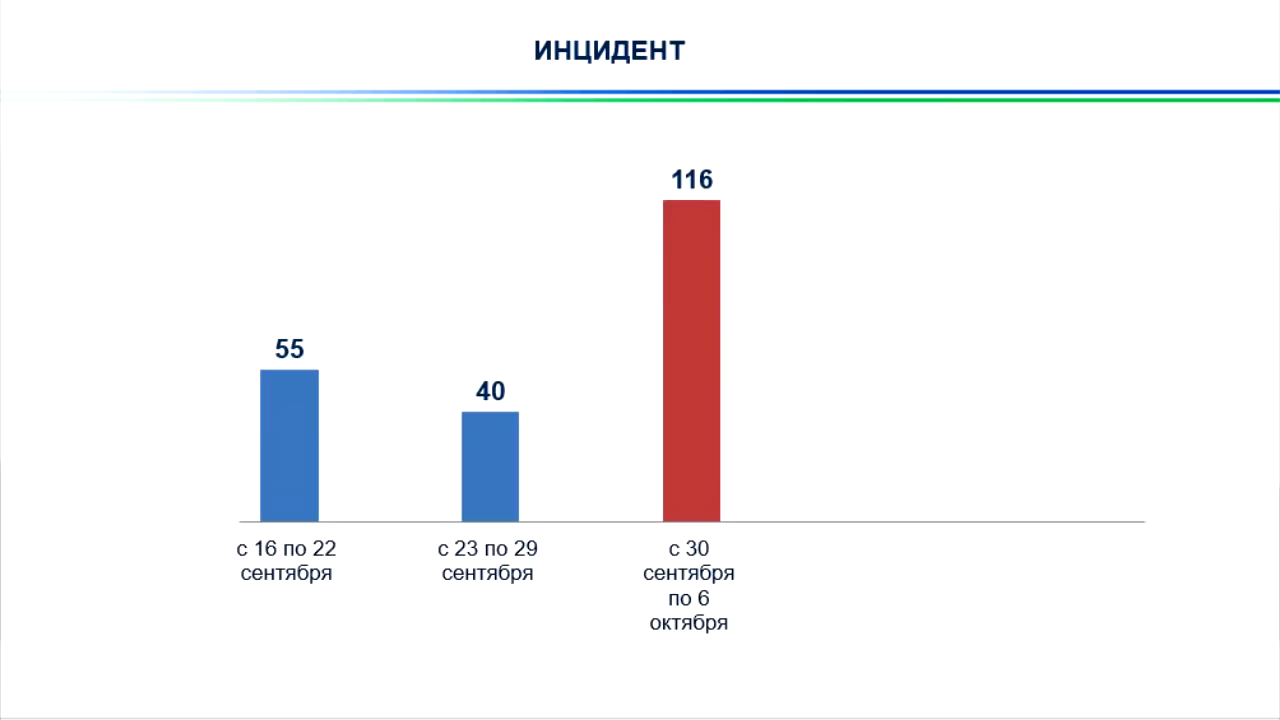 ИНЦИДЕНТ
116
55
40
с 16 по 22
сентября
с 23 по 29
сентября
с 30
сентября
по 6
октября